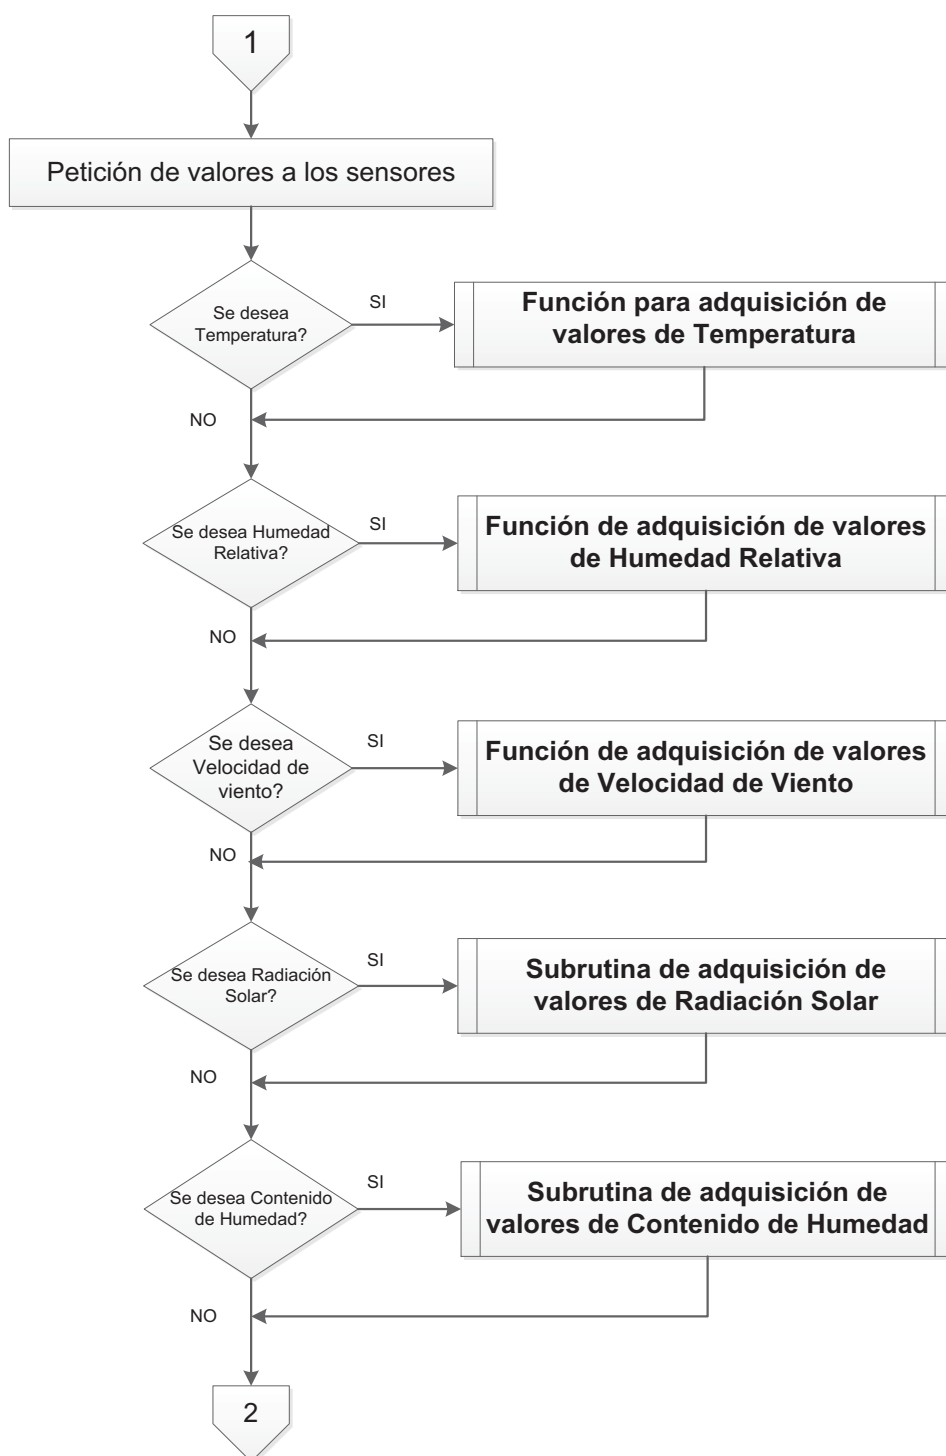 1
Petición de valores a los sensores
Se desea
Temperatura?
SI
Función para adquisición de
valores de Temperatura
NO
Se desea Humedad
Relativa?
SI
Función de adquisición de valores
de Humedad Relativa
NO
Se desea
Velocidad de
viento?
SI
Función de adquisición de valores
de Velocidad de Viento
NO
Se desea Radiación
Solar?
SI
Subrutina de adquisición de
valores de Radiación Solar
NO
Se desea Contenido
de Humedad?
SI
Subrutina de adquisición de
valores de Contenido de Humedad
NO
2